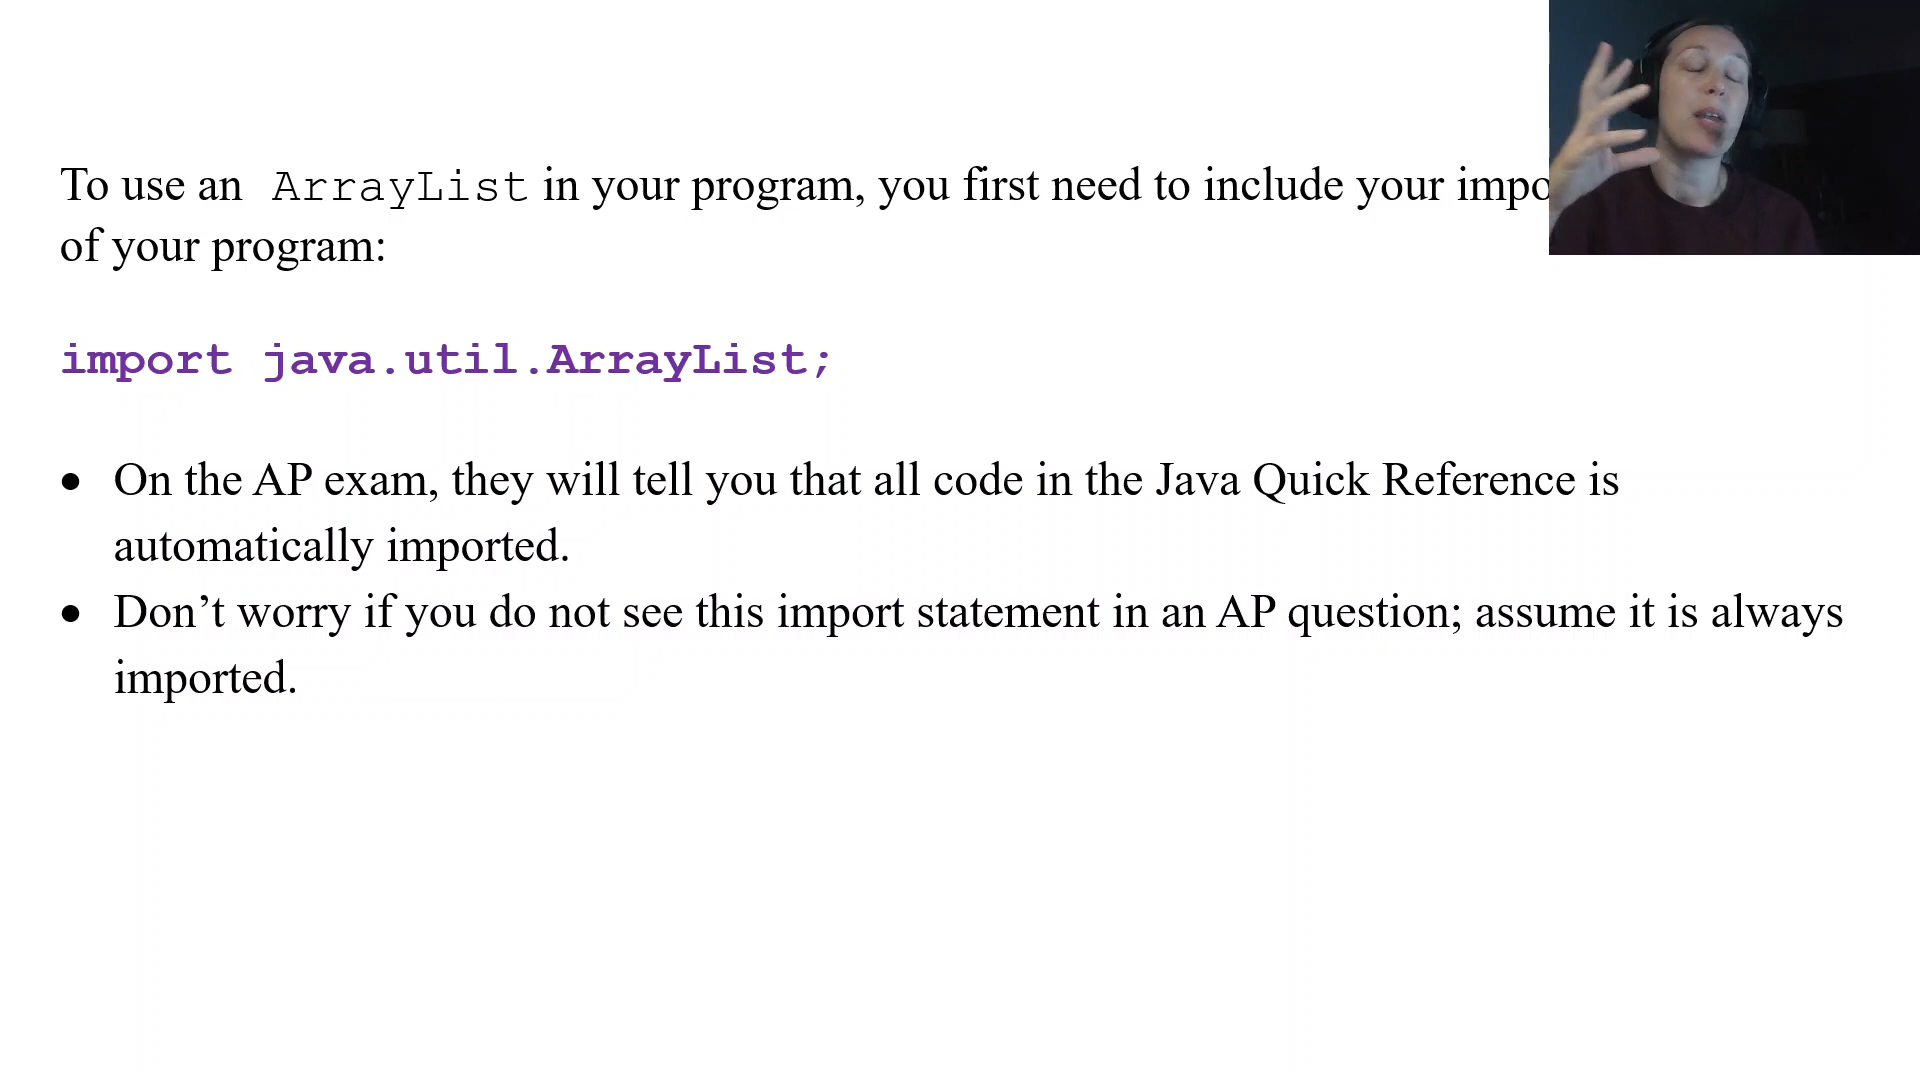 To use an ArrayList in your program, you first need to include your
of your program:
import java.util.ArrayList;
• On the AP exam, they will tell you that all code in the Java Quick Reference is
automatically imported.
• Don’t worry if you do not see this import statement in an AP question; assume it is always
imported.